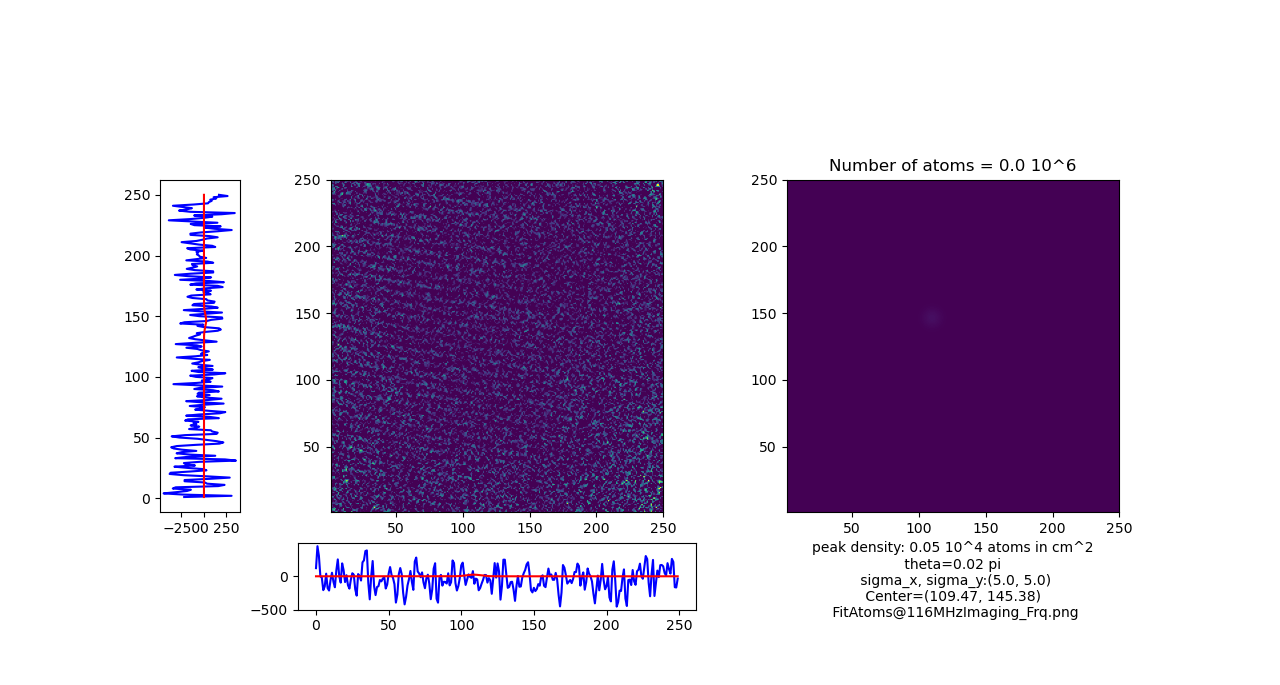 Number of atoms = 0.0 10^6
250
200
150
100
50
0
−2500 250
250
200
150
100
50
50 100 150 200 250
250
200
150
100
50
50 100 150 200 250
0
−500
0 50 100 150 200 250
peak density: 0.05 10^4 atoms in cm^2
theta=0.02 pi
sigma_x, sigma_y:(5.0, 5.0)
Center=(109.47, 145.38)
FitAtoms@116MHzImaging_Frq.png